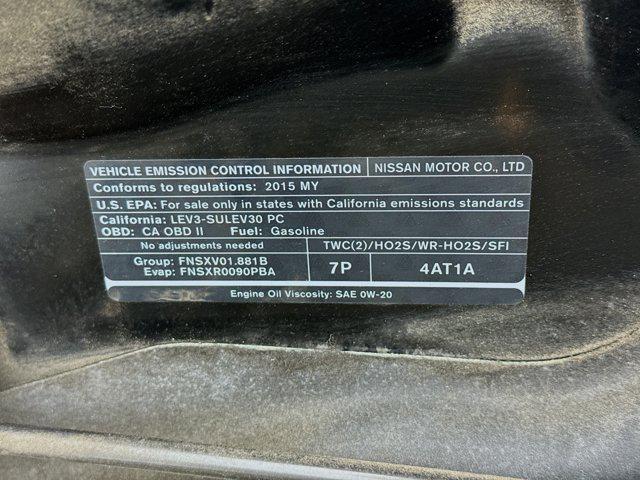 VEHICLE EMISSION CONTROL INFORMATION NISSAN MOTOR CO., LTD
Conforms to regulations: 2015 MY
U.S. EPA: For sale only in states with California emissions standards
California: LEV3-SULEV30 PC
OBD: CA OBD II Fuel: Gasoline
No adjustments needed TWC(2)/HO2S/WR-HO2S/SFI
Group: FNSXV01.881B
Evap: FNSXR0090PBA
7P 4AT1A
Engine Oil Viscosity: SAE 0W-20